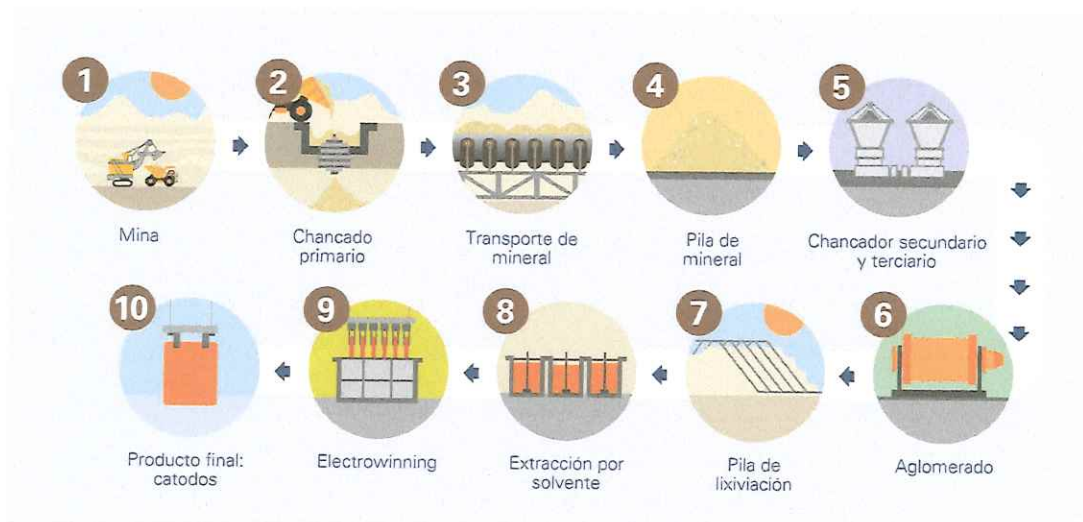 1
Mina
2
Chancado
primario
3
Transporte de
mineral
4
Pila de
mineral
5
Chancador secundario
y terciario
6
Aglomerado
7
Pila de
lixiviación
8
Extracción por
solvente
9
Electrowinning
10
Producto final:
catodos